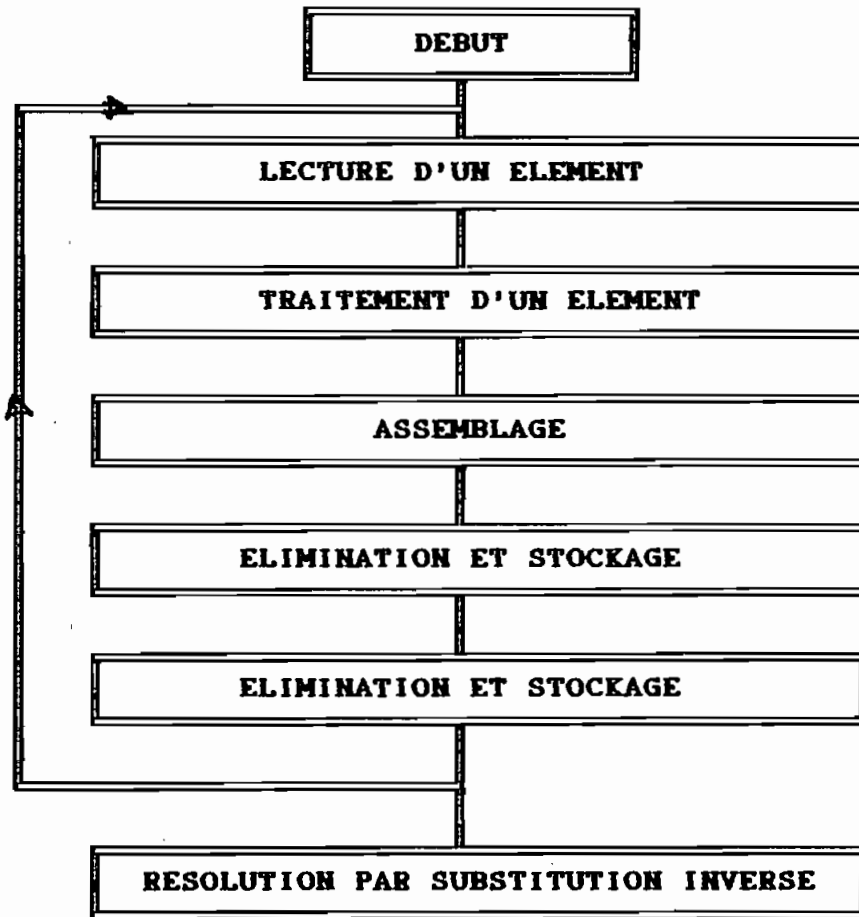 DEBUT
LECTURE D'UN ELEMENT
TRAITEMENT D'UN ELEMENT
ASSEMBLAGE
ELIMINATION ET STOCKAGE
ELIMINATION ET STOCKAGE
RESOLUTION PAR SUBSTITUTION INVERSE